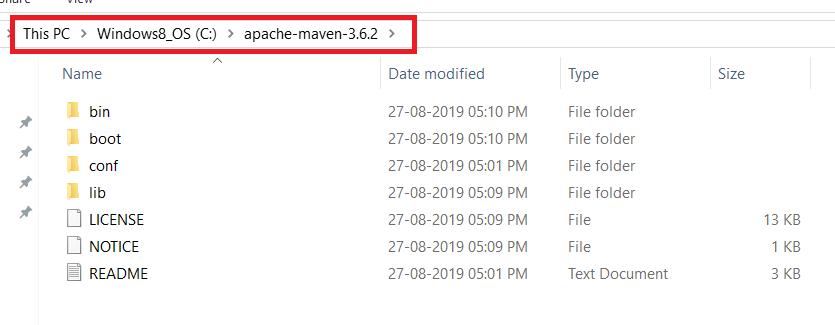 This PC > Windows8_OS (C:) > apache-maven-3.6.2 >
Name Date modified Type Size
bin 27-08-2019 05:10 PM File folder
boot 27-08-2019 05:10 PM File folder
conf 27-08-2019 05:01 PM File folder
lib 27-08-2019 05:09 PM File folder
LICENSE 27-08-2019 05:09 PM File 13 KB
NOTICE 27-08-2019 05:09 PM File 1 KB
README 27-08-2019 05:01 PM Text Document 3 KB